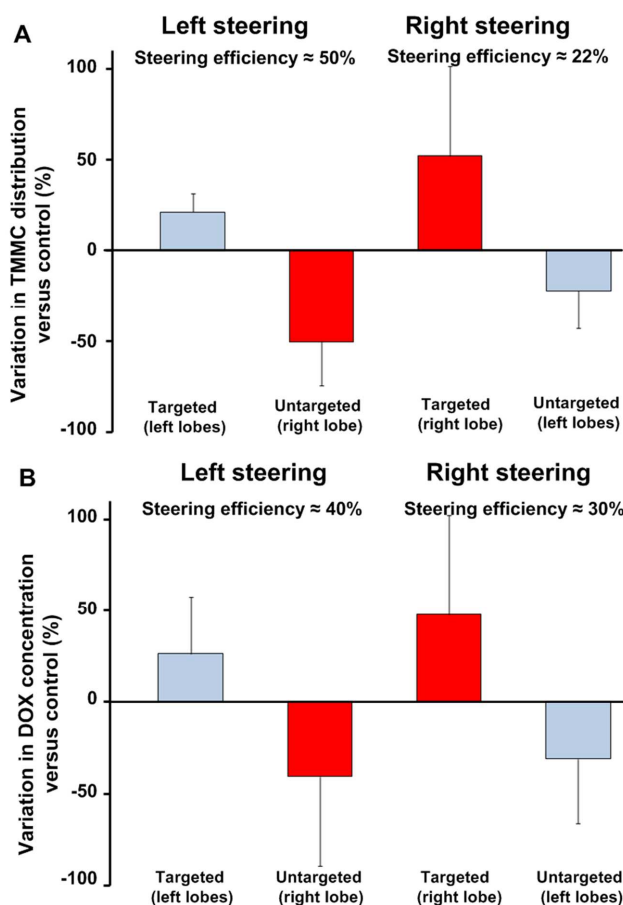 A
Left steering
Right steering
Steering efficiency ≈ 50%
Steering efficiency ≈ 22%
Variation in TMMC distribution
versus control (%)
100
50
0
-50
-100
Targeted
(left lobes)
Untargeted
(right lobe)
Targeted
(right lobe)
Untargeted
(left lobes)
B
Left steering
Right steering
Steering efficiency ≈ 40%
Steering efficiency ≈ 30%
Variation in DOX concentration
versus control (%)
100
50
0
-50
-100
Targeted
(left lobes)
Untargeted
(right lobe)
Targeted
(right lobe)
Untargeted
(left lobes)